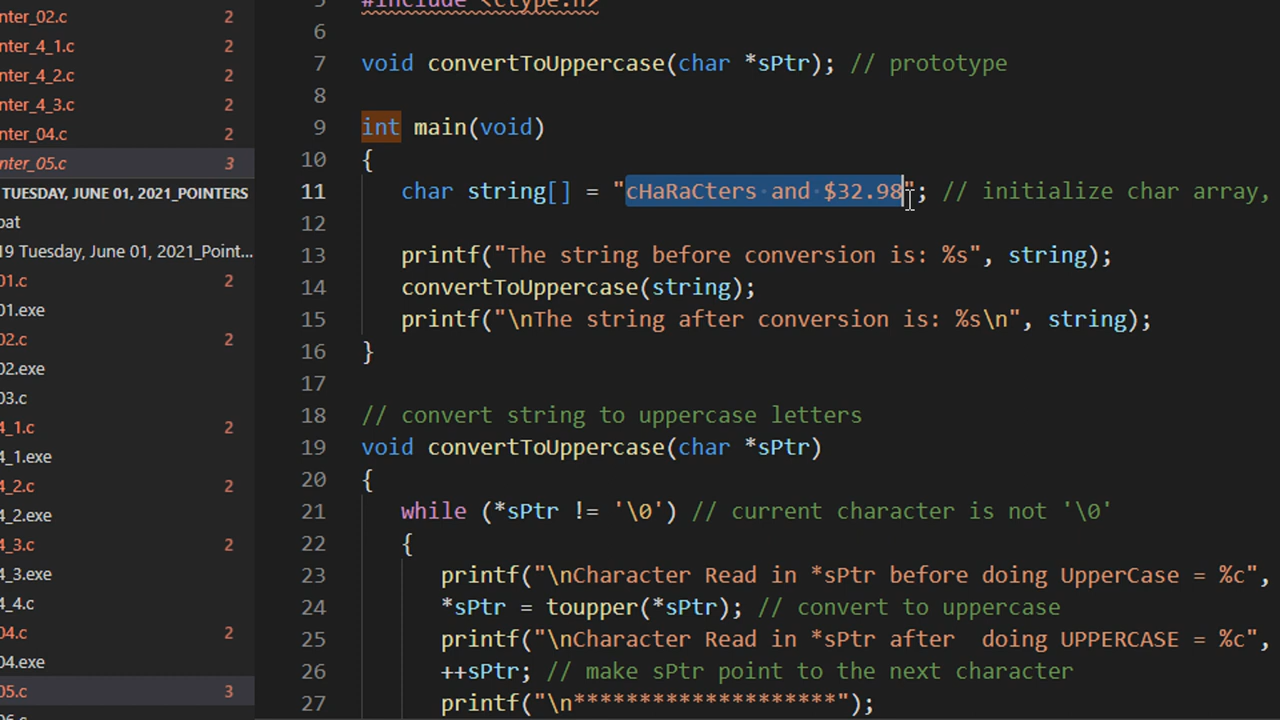 nter_02.c 2
nter_4_1.c 2
nter_4_2.c 2
nter_4_3.c 2
nter_04.c 2
nter_05.c 3
TUESDAY, JUNE 01, 2021_POINTERS
bat
19 Tuesday, June 01, 2021_Point...
01.c 2
01.exe
02.c 2
02.exe
03.c
4_1.c 2
4_1.exe
4_2.c 2
4_2.exe
4_3.c 2
4_3.exe
4_4.c
04.c 2
04.exe
05.c 3
5 #include <ctype.h>
6
7 void convertToUppercase(char *sPtr); // prototype
8
9 int main(void)
10 {
11 char string[] = "cHaRaCters and $32.98"; // initialize char array,
12
13 printf("The string before conversion is: %s", string);
14 convertToUppercase(string);
15 printf("\nThe string after conversion is: %s\n", string);
16 }
17
18 // convert string to uppercase letters
19 void convertToUppercase(char *sPtr)
20 {
21 while (*sPtr != '\0') // current character is not '\0'
22 {
23 printf("\nCharacter Read in *sPtr before doing UpperCase = %c",
24 *sPtr = toupper(*sPtr); // convert to uppercase
25 printf("\nCharacter Read in *sPtr after  doing UPPERCASE = %c",
26 ++sPtr; // make sPtr point to the next character
27 printf("\n********************");